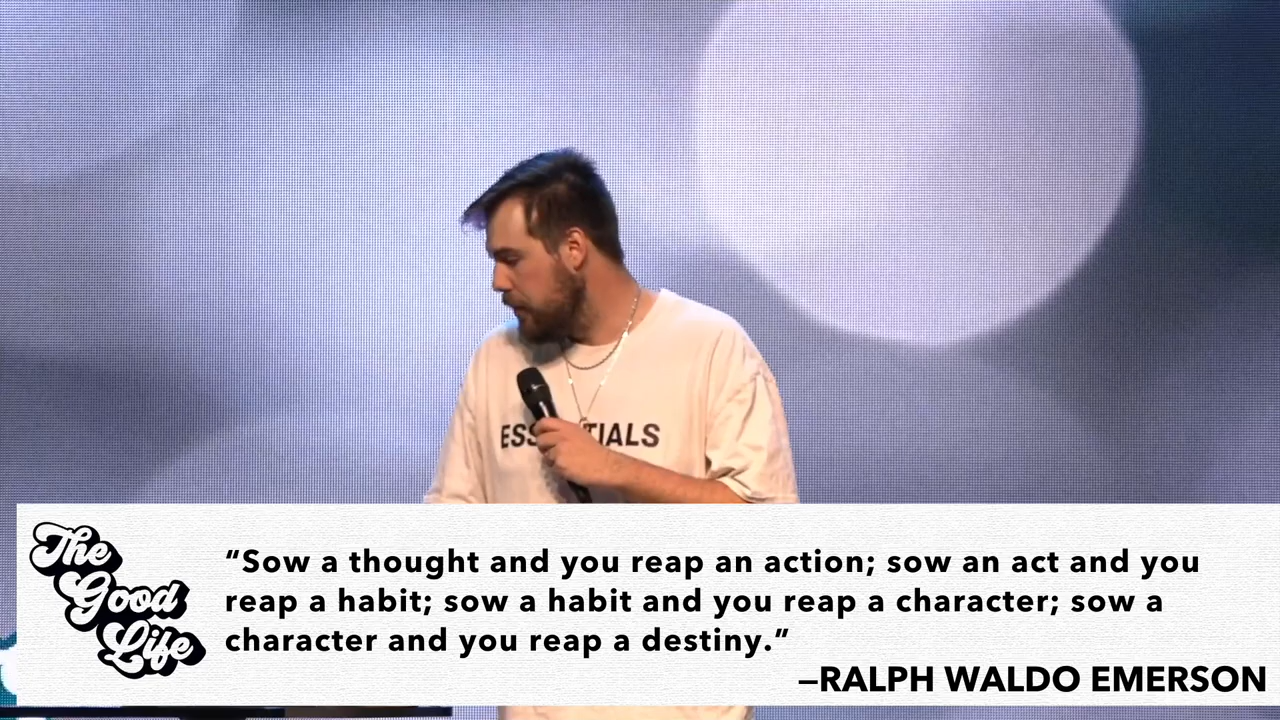 ESSENTIALS
The
Good
Life
“Sow a thought and you reap an action; sow an act and you
reap a habit; sow a habit and you reap a character; sow a
character and you reap a destiny.”
—RALPH WALDO EMERSON